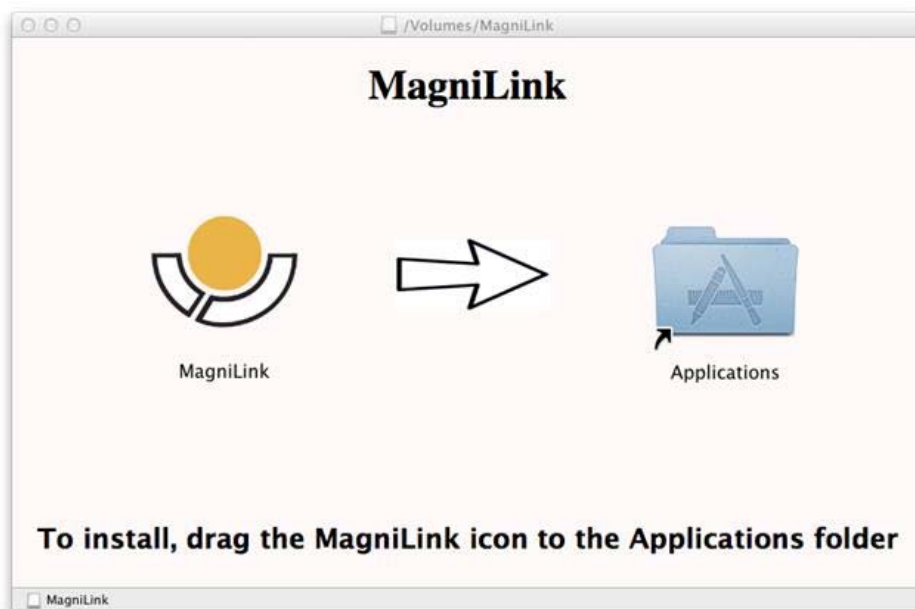 /Volumes/MagniLink
MagniLink
MagniLink
Applications
To install, drag the MagniLink icon to the Applications folder
MagniLink